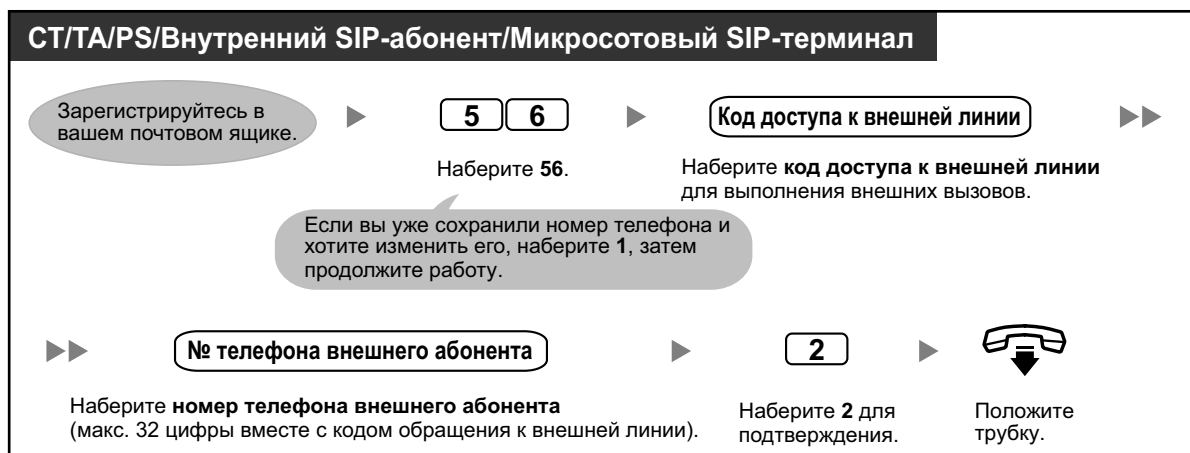 СТ/ТА/PS/Внутренний SIP-абонент/Микросотовый SIP-терминал
Зарегистрируйтесь в
вашем почтовом ящике.
5 6
Наберите 56.
Код доступа к внешней линии
Наберите код доступа к внешней линии
для выполнения внешних вызовов.
Если вы уже сохранили номер телефона и
хотите изменить его, наберите 1, затем
продолжите работу.
№ телефона внешнего абонента
Наберите номер телефона внешнего абонента
(макс. 32 цифры вместе с кодом обращения к внешней линии).
2
Наберите 2 для
подтверждения.
Положите
трубку.